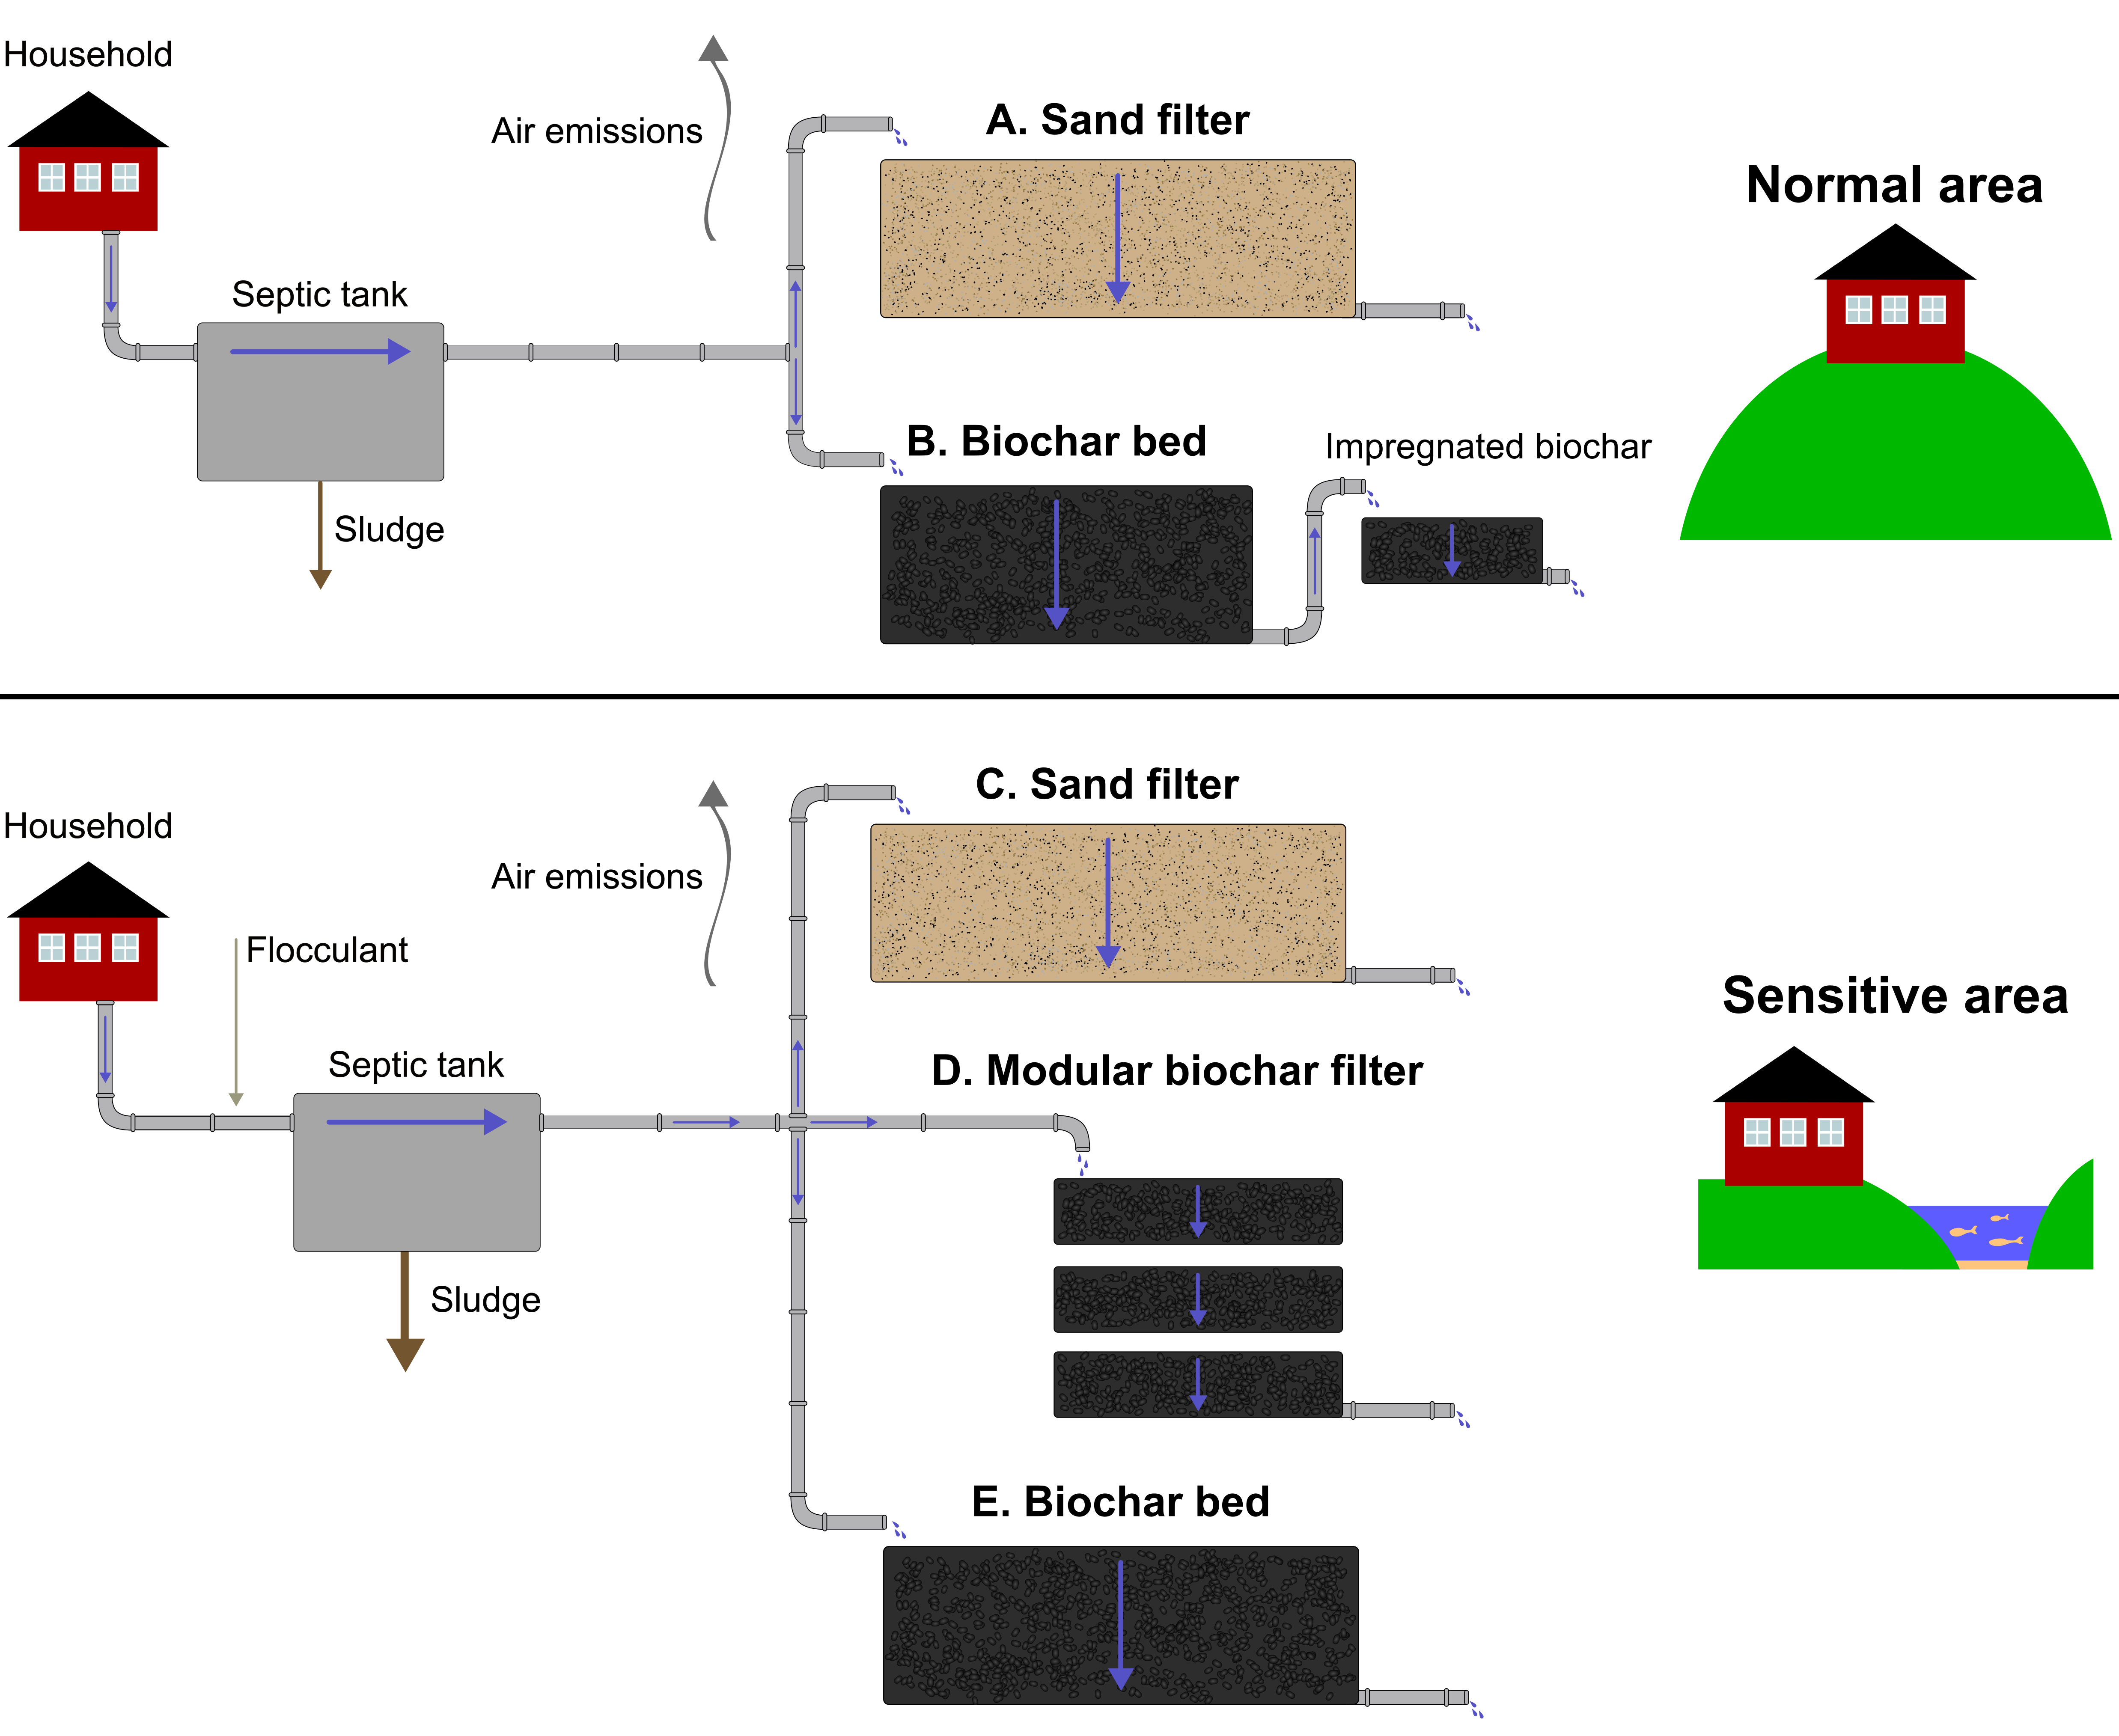 Household
Air emissions
A. Sand filter
Normal area
Septic tank
B. Biochar bed
Impregnated biochar
Sludge
Household
Air emissions
C. Sand filter
Flocculant
Sensitive area
Septic tank
D. Modular biochar filter
Sludge
E. Biochar bed